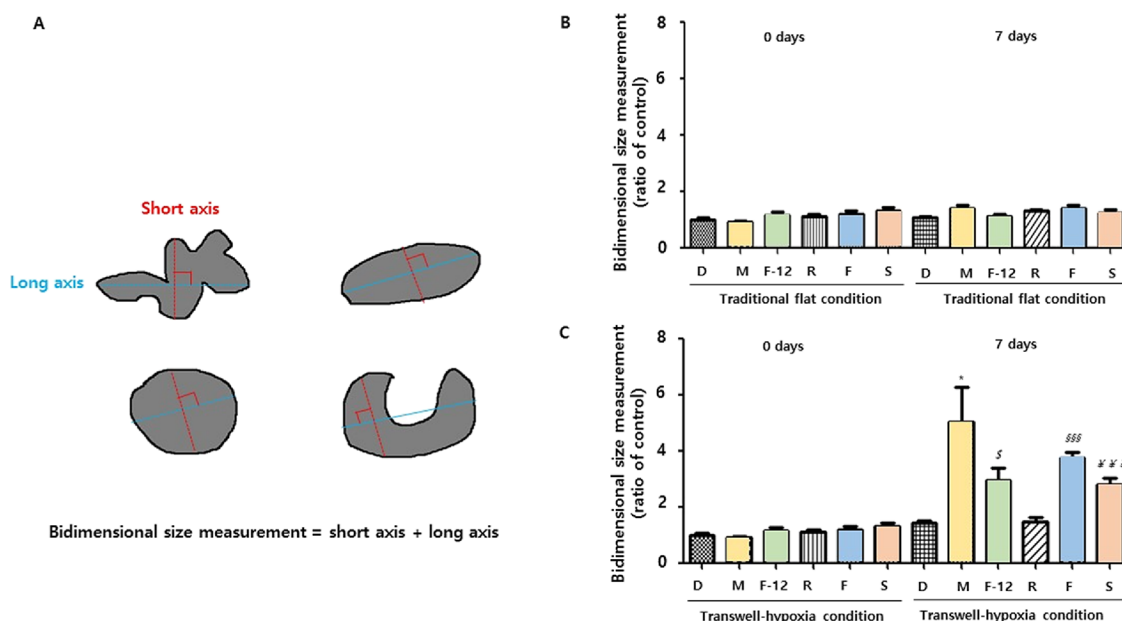 A
Short axis
Long axis
Bidimensional size measurement = short axis + long axis
B
Bidimensional size measurement
(ratio of control)
8
6
4
2
0
0 days
7 days
D M F-12 R F S D M F-12 R F S
Traditional flat condition Traditional flat condition
C
Bidimensional size measurement
(ratio of control)
8
6
4
2
0
0 days
7 days
*
$
§§§
¥ ¥
D M F-12 R F S D M F-12 R F S
Transwell-hypoxia condition Transwell-hypoxia condition